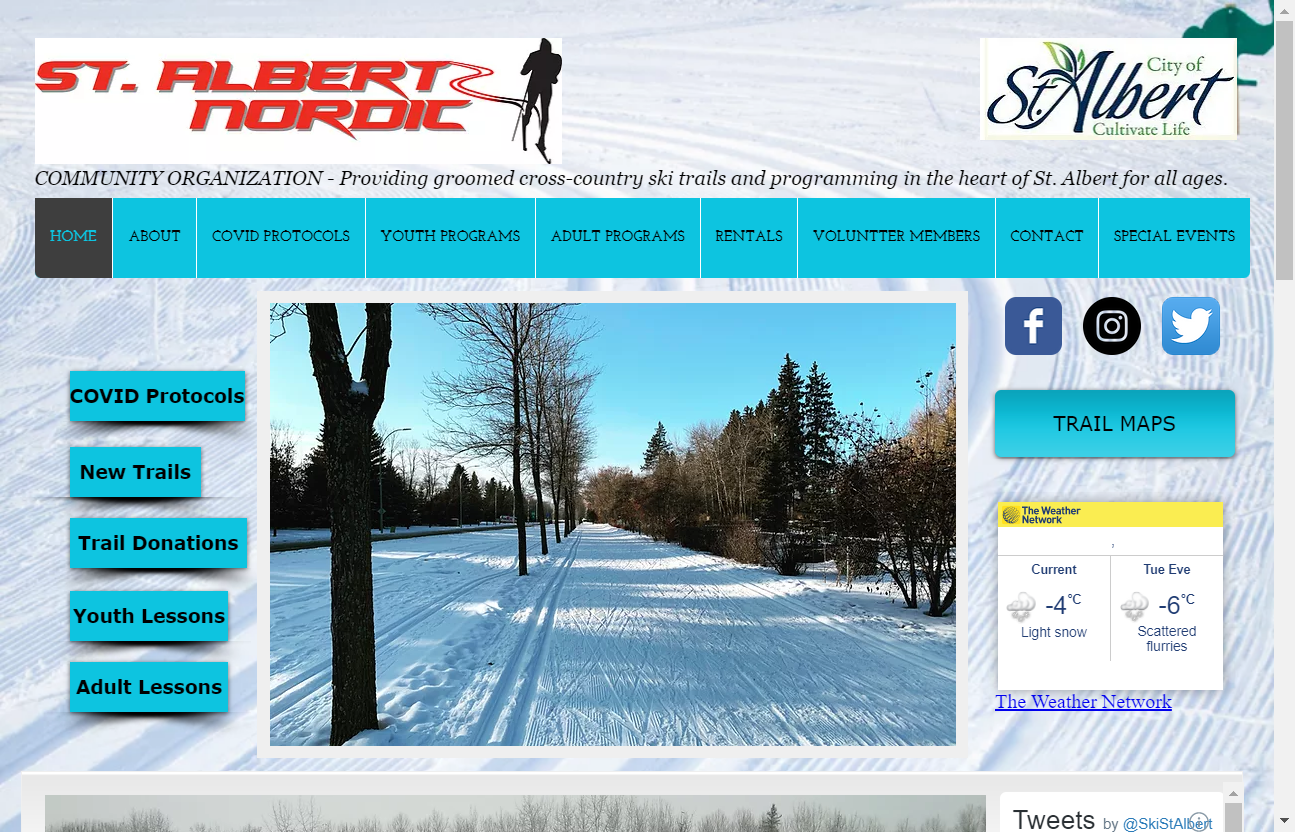 ST. ALBERT
NORDIC
City of
St. Albert
Cultivate Life
COMMUNITY ORGANIZATION - Providing groomed cross-country ski trails and programming in the heart of St. Albert for all ages.
HOME ABOUT COVID PROTOCOLS YOUTH PROGRAMS ADULT PROGRAMS RENTALS VOLUNTTER MEMBERS CONTACT SPECIAL EVENTS
COVID Protocols
New Trails
Trail Donations
Youth Lessons
Adult Lessons
TRAIL MAPS
The Weather
Network
,
Current Tue Eve
-4°C -6°C
Light snow Scattered
flurries
The Weather Network
Tweets by @SkiStAlbert